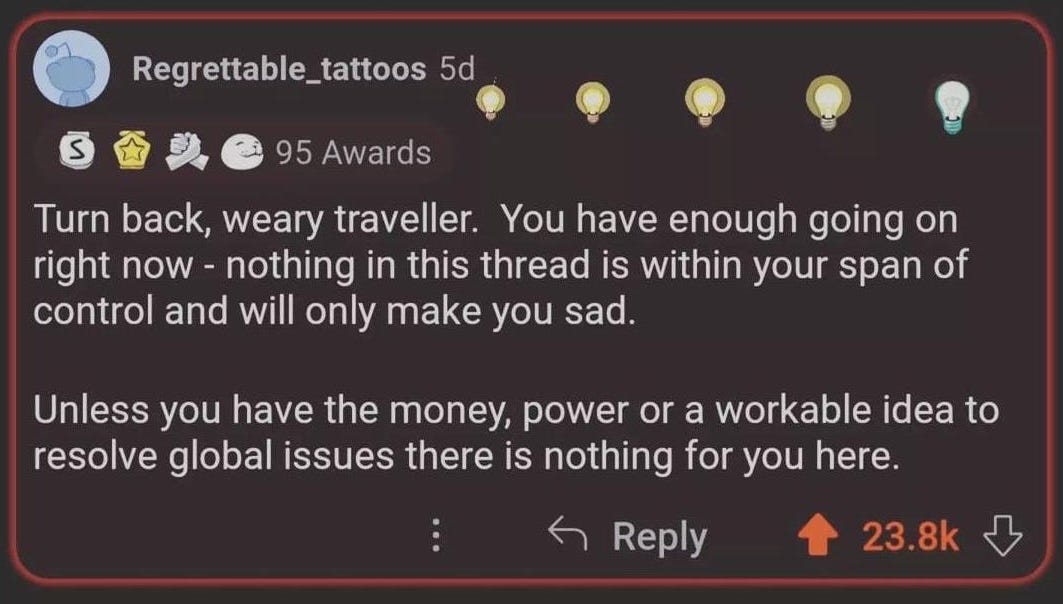 Regrettable_tattoos 5d
S 95 Awards
Turn back, weary traveller.  You have enough going on
right now - nothing in this thread is within your span of
control and will only make you sad.
Unless you have the money, power or a workable idea to
resolve global issues there is nothing for you here.
Reply 23.8k